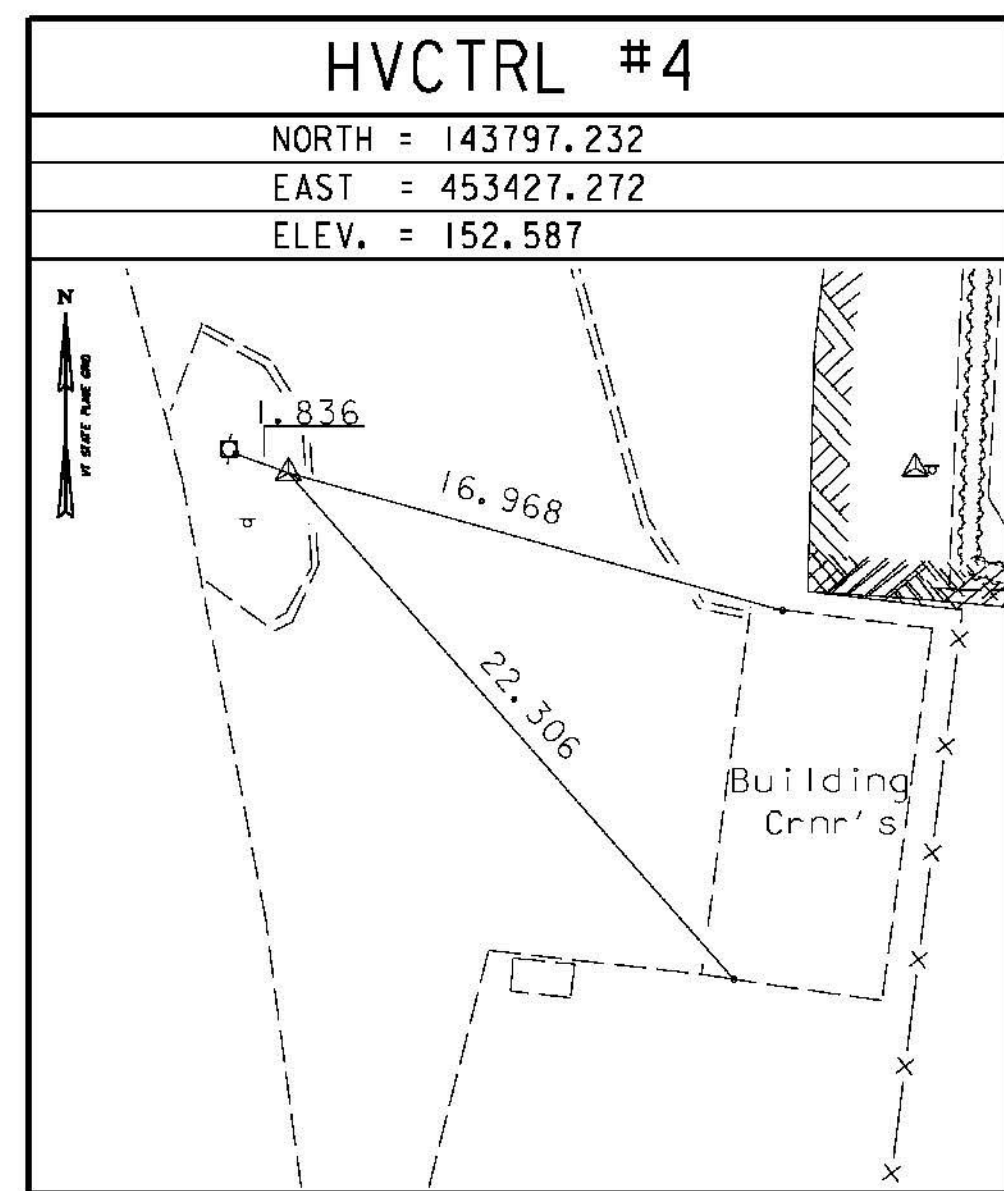 HVCTRL #4
NORTH = 143797.232
EAST = 453427.272
ELEV. = 152.587
N
VT STATE PLANE GRID
1.836
16.968
22.306
Building
Crnr's